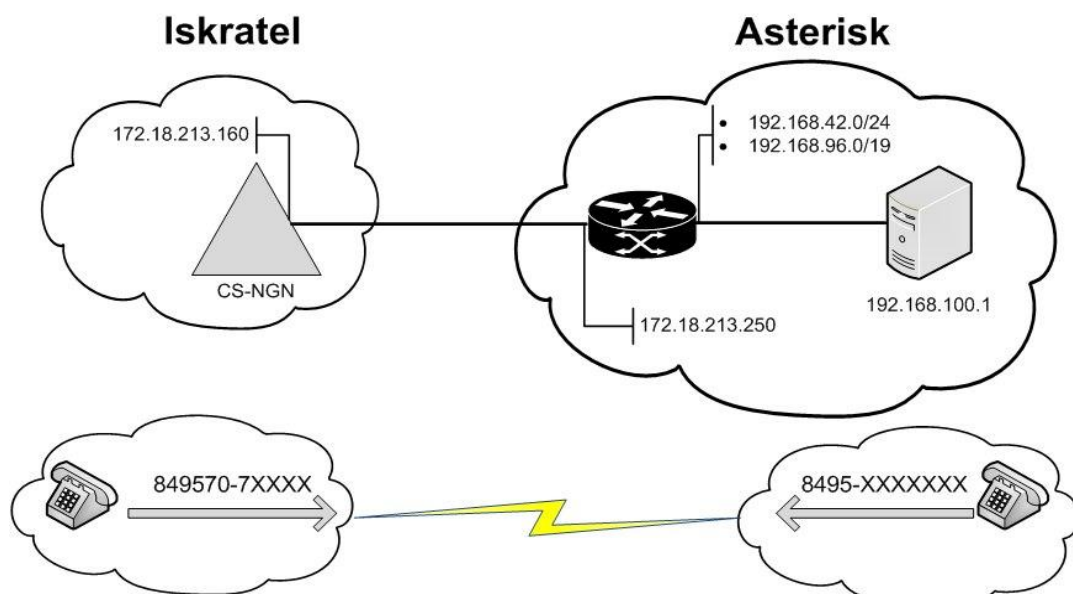 Iskratel
Asterisk
172.18.213.160
• 192.168.42.0/24
• 192.168.96.0/19
CS-NGN
192.168.100.1
172.18.213.250
849570-7XXXX
8495-XXXXXXX